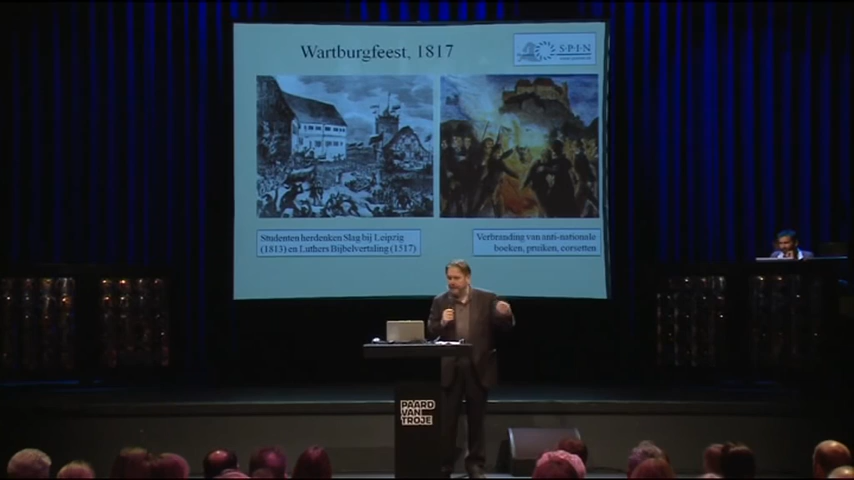 Wartburgfeest, 1817
S·P·I·N
Studenten herdenken Slag bij Leipzig
(1813) en Luthers Bijbelvertaling (1517)
Verbranding van anti-nationale
boeken, pruiken, corsetten
PAARD
VAN
TROJE